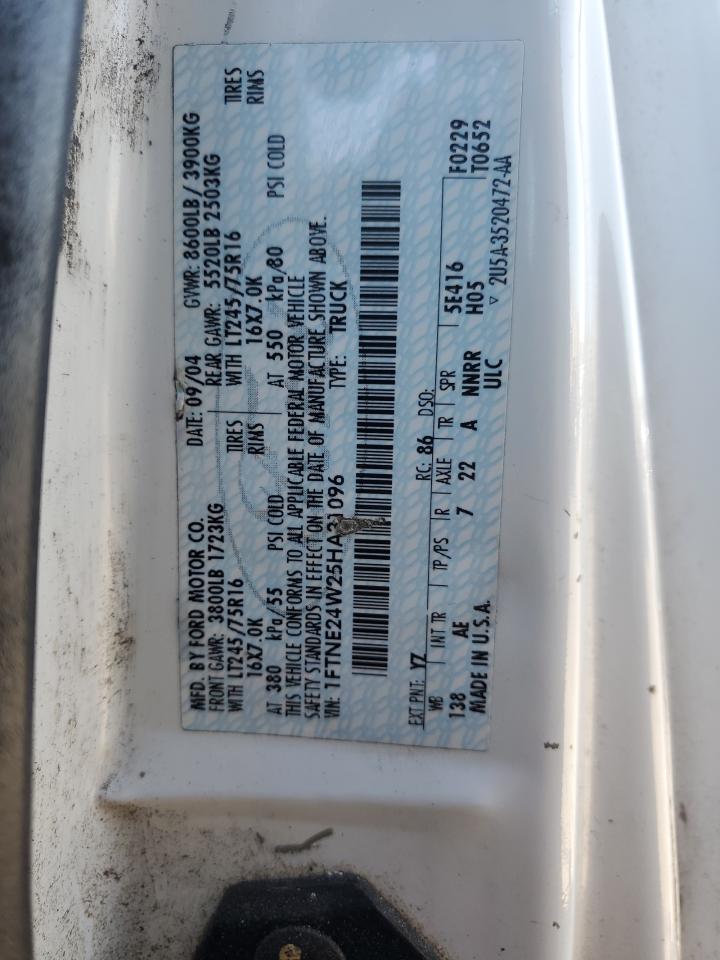 MFD. BY FORD MOTOR CO.
DATE: 09/04 GVWR: 8600LB / 3900KG
FRONT GAWR: 3800LB 1723KG REAR GAWR: 5520LB 2503KG
WITH LT245/75R16 TIRES WITH LT245/75R16 TIRES
16X7.0K RIMS 16X7.0K RIMS
AT 380 kPa/55 PSI COLD AT 550 kPa/80 PSI COLD
THIS VEHICLE CONFORMS TO ALL APPLICABLE FEDERAL MOTOR VEHICLE
SAFETY STANDARDS IN EFFECT ON THE DATE OF MANUFACTURE SHOWN ABOVE.
VIN: 1FTNE24W25HA31096 TYPE: TRUCK
EXT PNT: YZ RC: 86 DSO:
WB INT TR TP/PS R AXLE TR SPR 5E416 F0229
138 AE 7 22 A NNRR H05 T0652
MADE IN U.S.A. ULC ▽ 2U5A-3520472-AA